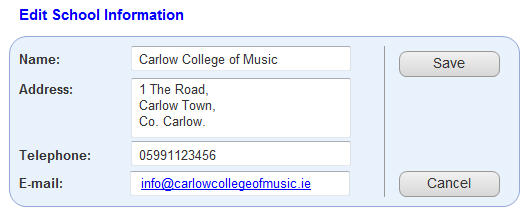 Edit School Information
Name: Carlow College of Music Save
Address: 1 The Road,
Carlow Town,
Co. Carlow.
Telephone: 05991123456
E-mail: info@carlowcollegeofmusic.ie Cancel